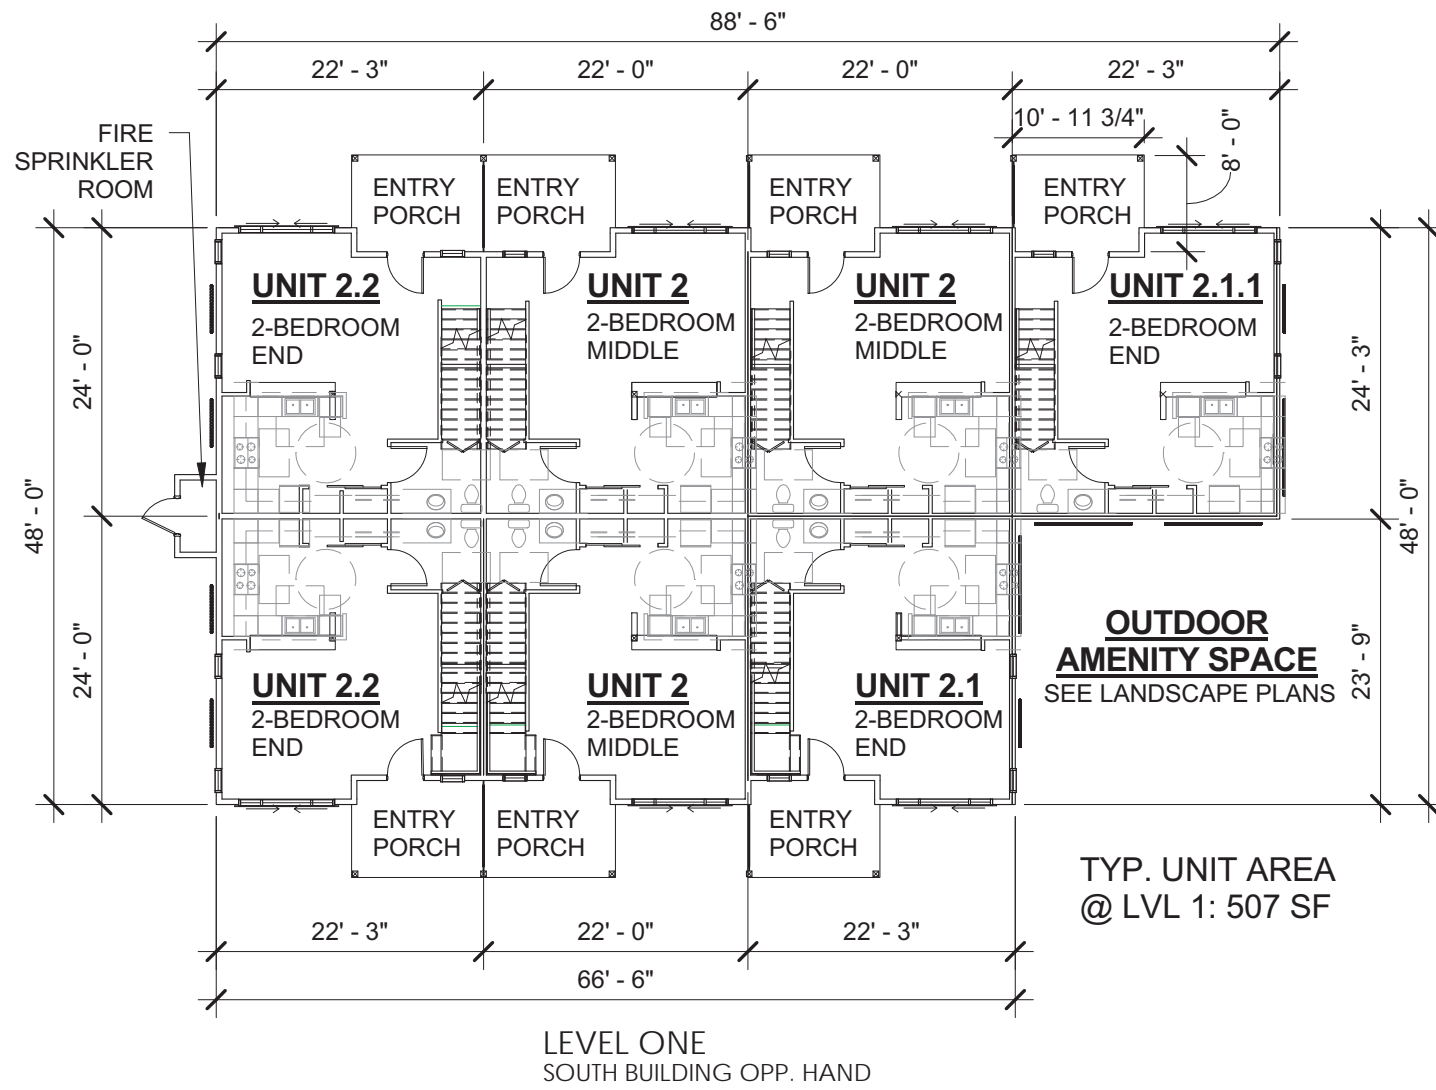 88' - 6"
22' - 3"
22' - 0"
22' - 0"
22' - 3"
10' - 11 3/4"
8' - 0"
FIRE
SPRINKLER
ROOM
ENTRY
PORCH
ENTRY
PORCH
ENTRY
PORCH
ENTRY
PORCH
UNIT 2.2
2-BEDROOM
END
UNIT 2
2-BEDROOM
MIDDLE
UNIT 2
2-BEDROOM
MIDDLE
UNIT 2.1.1
2-BEDROOM
END
24' - 0"
24' - 3"
48' - 0"
48' - 0"
24' - 0"
23' - 9"
OUTDOOR
AMENITY SPACE
SEE LANDSCAPE PLANS
UNIT 2.2
2-BEDROOM
END
UNIT 2
2-BEDROOM
MIDDLE
UNIT 2.1
2-BEDROOM
END
ENTRY
PORCH
ENTRY
PORCH
ENTRY
PORCH
TYP. UNIT AREA
@ LVL 1: 507 SF
22' - 3"
22' - 0"
22' - 3"
66' - 6"
LEVEL ONE
SOUTH BUILDING OPP. HAND